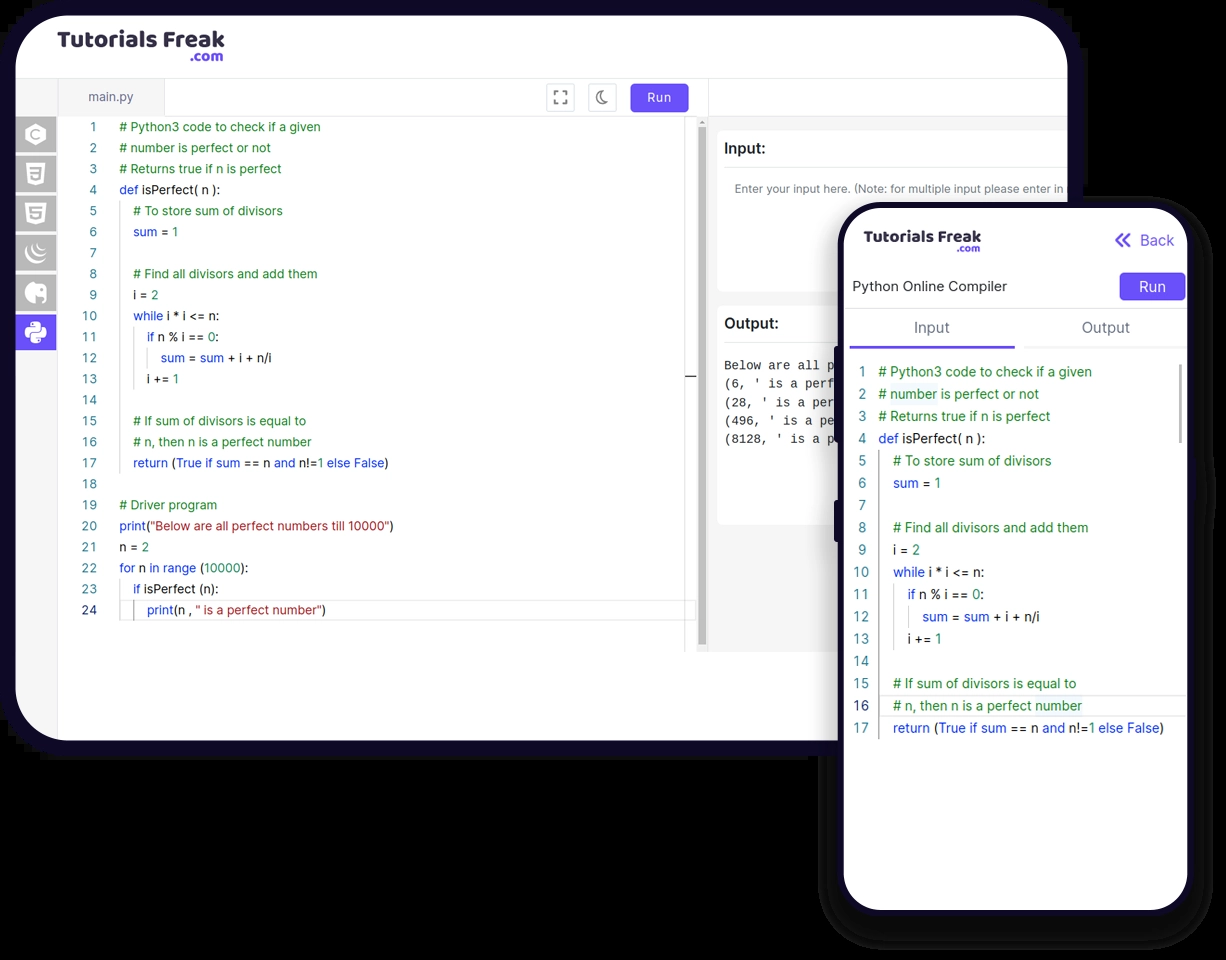 Tutorials Freak
.com
main.py
Run
1 # Python3 code to check if a given
2 # number is perfect or not
3 # Returns true if n is perfect
4 def isPerfect( n ):
5 # To store sum of divisors
6 sum = 1
7
8 # Find all divisors and add them
9 i = 2
10 while i * i <= n:
11 if n % i == 0:
12 sum = sum + i + n/i
13 i += 1
14
15 # If sum of divisors is equal to
16 # n, then n is a perfect number
17 return (True if sum == n and n!=1 else False)
18
19 # Driver program
20 print("Below are all perfect numbers till 10000")
21 n = 2
22 for n in range (10000):
23 if isPerfect (n):
24 print(n , " is a perfect number")
Input:
Enter your input here. (Note: for multiple input please enter in
Output:
Below are all p
(6, ' is a perf
(28, ' is a per
(496, ' is a pe
(8128, ' is a p
Tutorials Freak
.com
Back
Python Online Compiler
Run
Input
Output
1 # Python3 code to check if a given
2 # number is perfect or not
3 # Returns true if n is perfect
4 def isPerfect( n ):
5 # To store sum of divisors
6 sum = 1
7
8 # Find all divisors and add them
9 i = 2
10 while i * i <= n:
11 if n % i == 0:
12 sum = sum + i + n/i
13 i += 1
14
15 # If sum of divisors is equal to
16 # n, then n is a perfect number
17 return (True if sum == n and n!=1 else False)